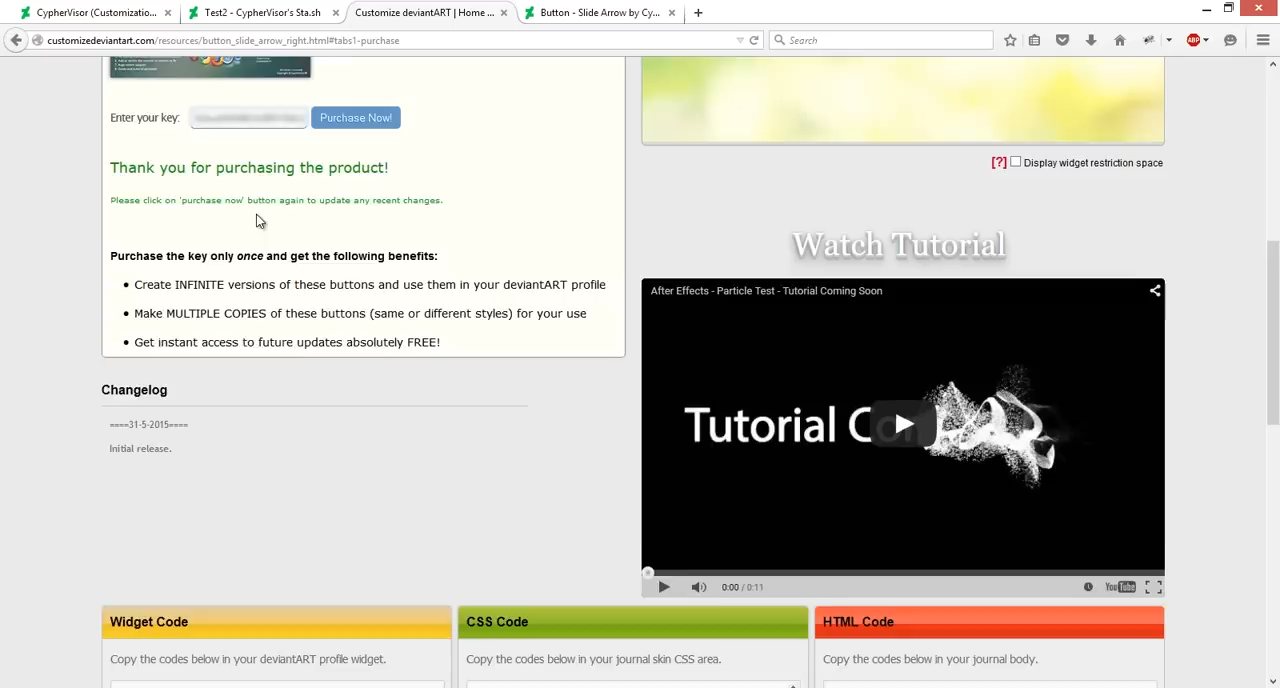 CypherVisor (Customizatio...
Test2 - CypherVisor's Sta.sh
Customize deviantART | Home ...
Button - Slide Arrow by Cy...
customizedeviantart.com/resources/button_slide_arrow_right.html#tabs1-purchase
Search
ABP
Enter your key:
Purchase Now!
[?] Display widget restriction space
Thank you for purchasing the product!
Please click on 'purchase now' button again to update any recent changes.
Watch Tutorial
Purchase the key only once and get the following benefits:
• Create INFINITE versions of these buttons and use them in your deviantART profile
• Make MULTIPLE COPIES of these buttons (same or different styles) for your use
• Get instant access to future updates absolutely FREE!
After Effects - Particle Test - Tutorial Coming Soon
Tutorial
Changelog
====31-5-2015====
Initial release.
0:00 / 0:11
YouTube
Widget Code
Copy the codes below in your deviantART profile widget.
CSS Code
Copy the codes below in your journal skin CSS area.
HTML Code
Copy the codes below in your journal body.